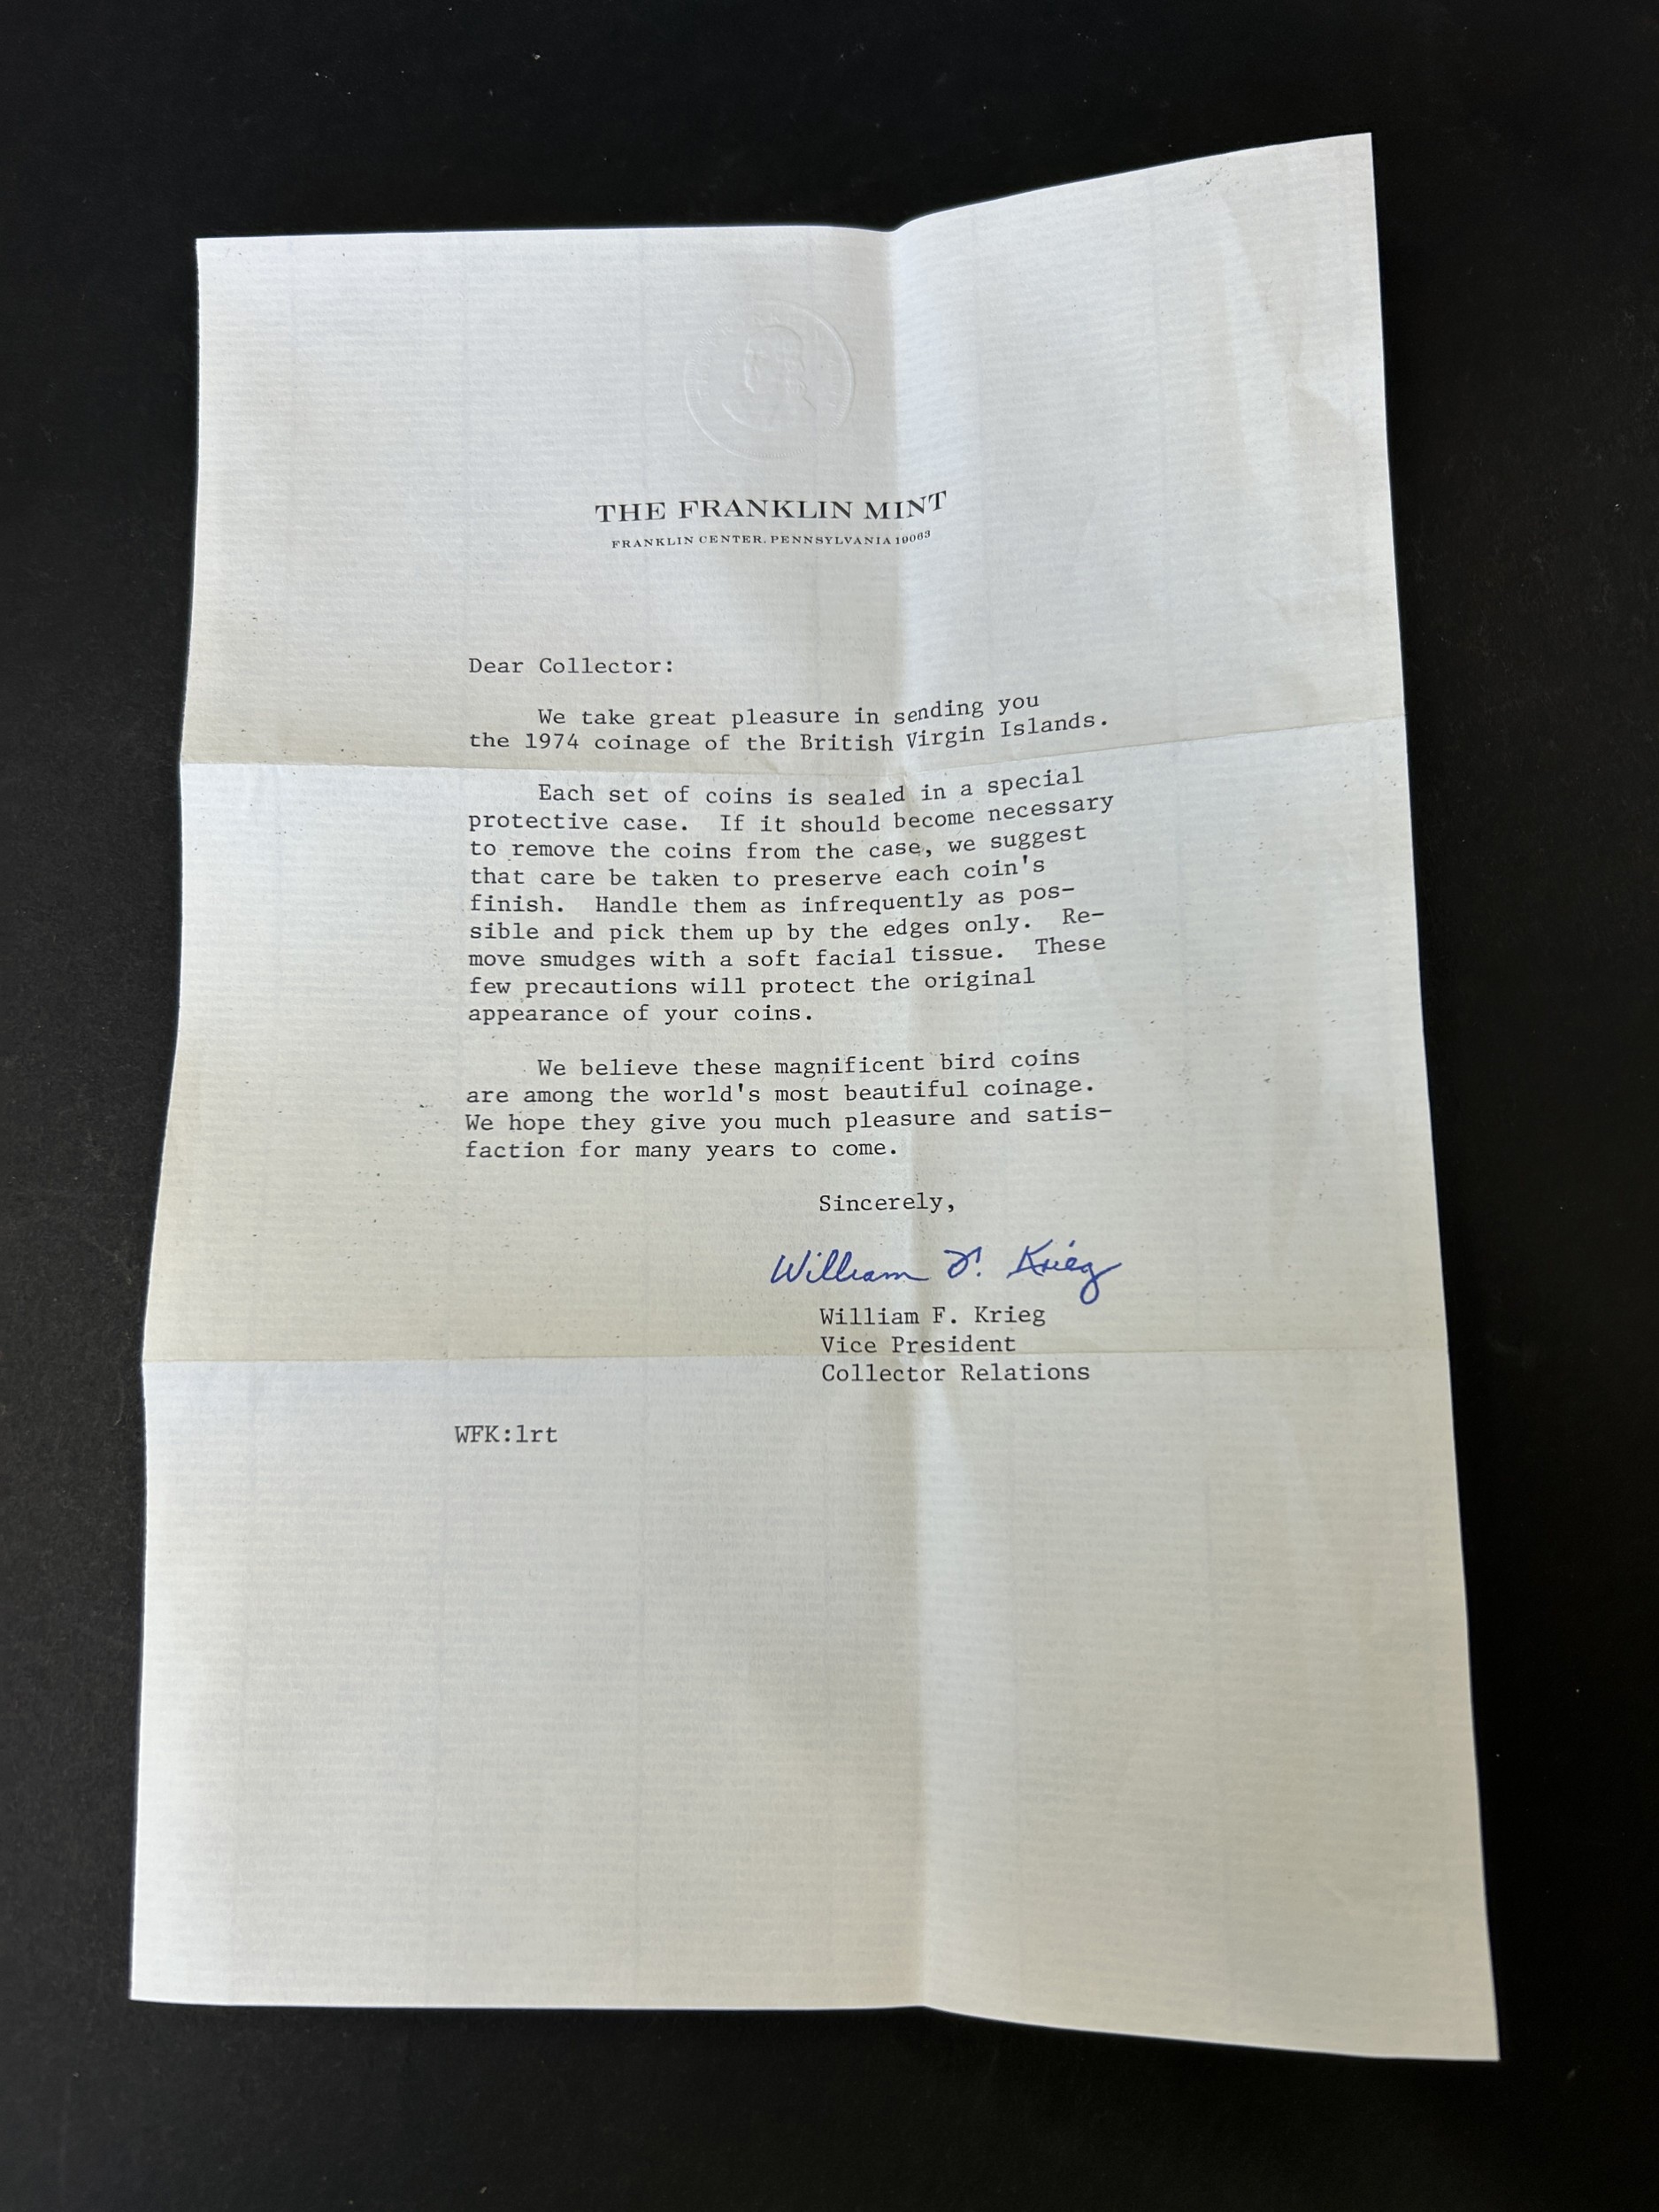 THE FRANKLIN MINT
FRANKLIN CENTER, PENNSYLVANIA 19063
Dear Collector:
We take great pleasure in sending you
the 1974 coinage of the British Virgin Islands.
Each set of coins is sealed in a special
protective case. If it should become necessary
to remove the coins from the case, we suggest
that care be taken to preserve each coin's
finish. Handle them as infrequently as pos-
sible and pick them up by the edges only. Re-
move smudges with a soft facial tissue. These
few precautions will protect the original
appearance of your coins.
We believe these magnificent bird coins
are among the world's most beautiful coinage.
We hope they give you much pleasure and satis-
faction for many years to come.
Sincerely,
William F. Krieg
William F. Krieg
Vice President
Collector Relations
WFK:lrt